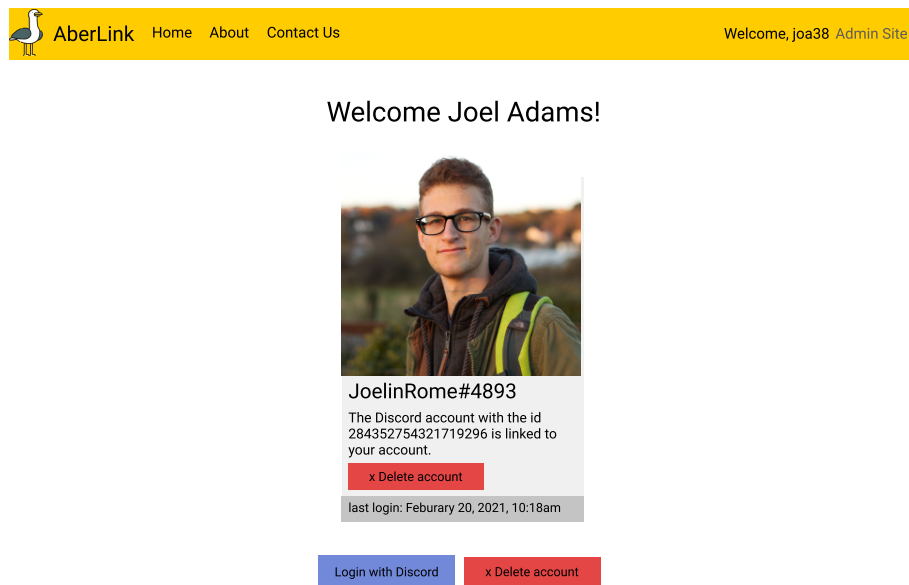 AberLink Home About Contact Us Welcome, joa38 Admin Site
Welcome Joel Adams!
JoelinRome#4893
The Discord account with the id
284352754321719296 is linked to
your account.
x Delete account
last login: Feburary 20, 2021, 10:18am
Login with Discord x Delete account